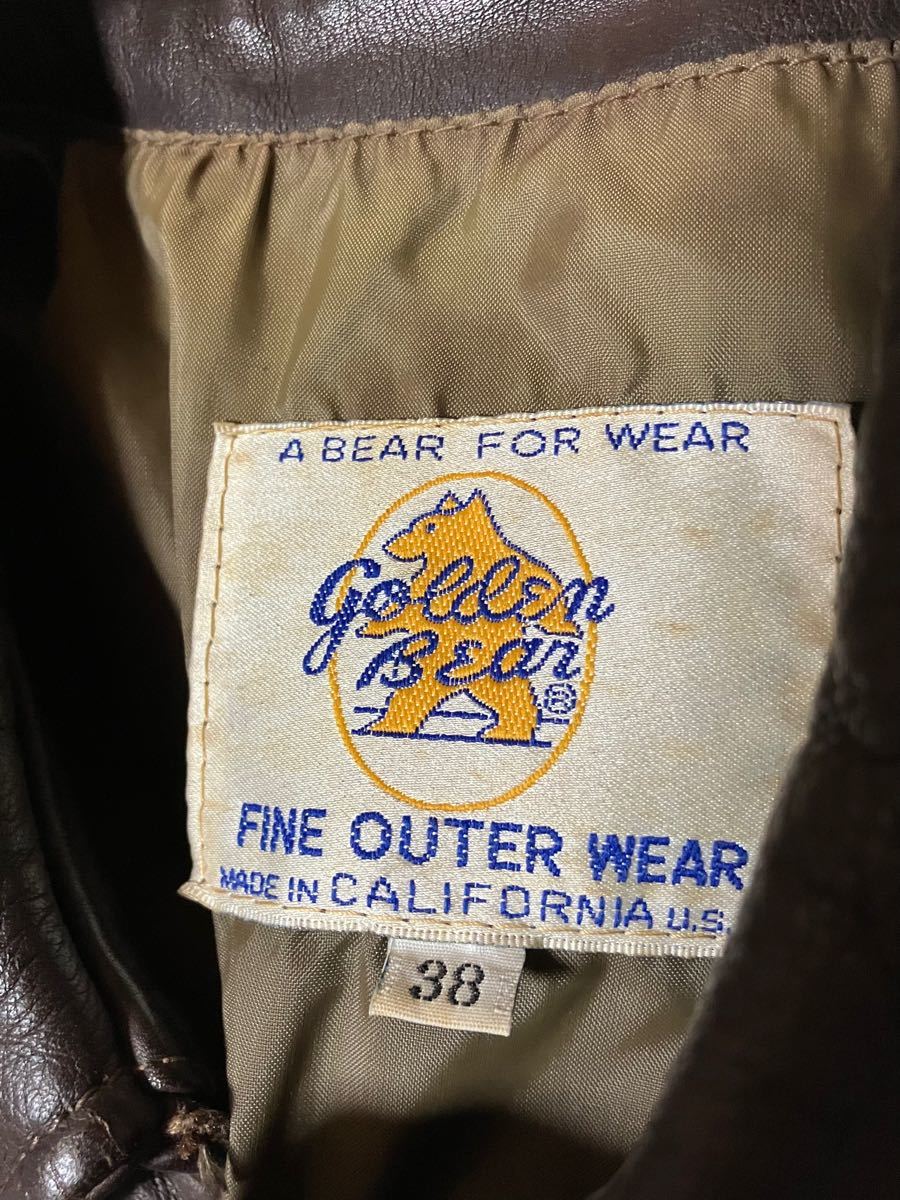 A BEAR FOR WEAR
Golden
Bear
®
FINE OUTER WEAR
MADE IN CALIFORNIA U.S.
38